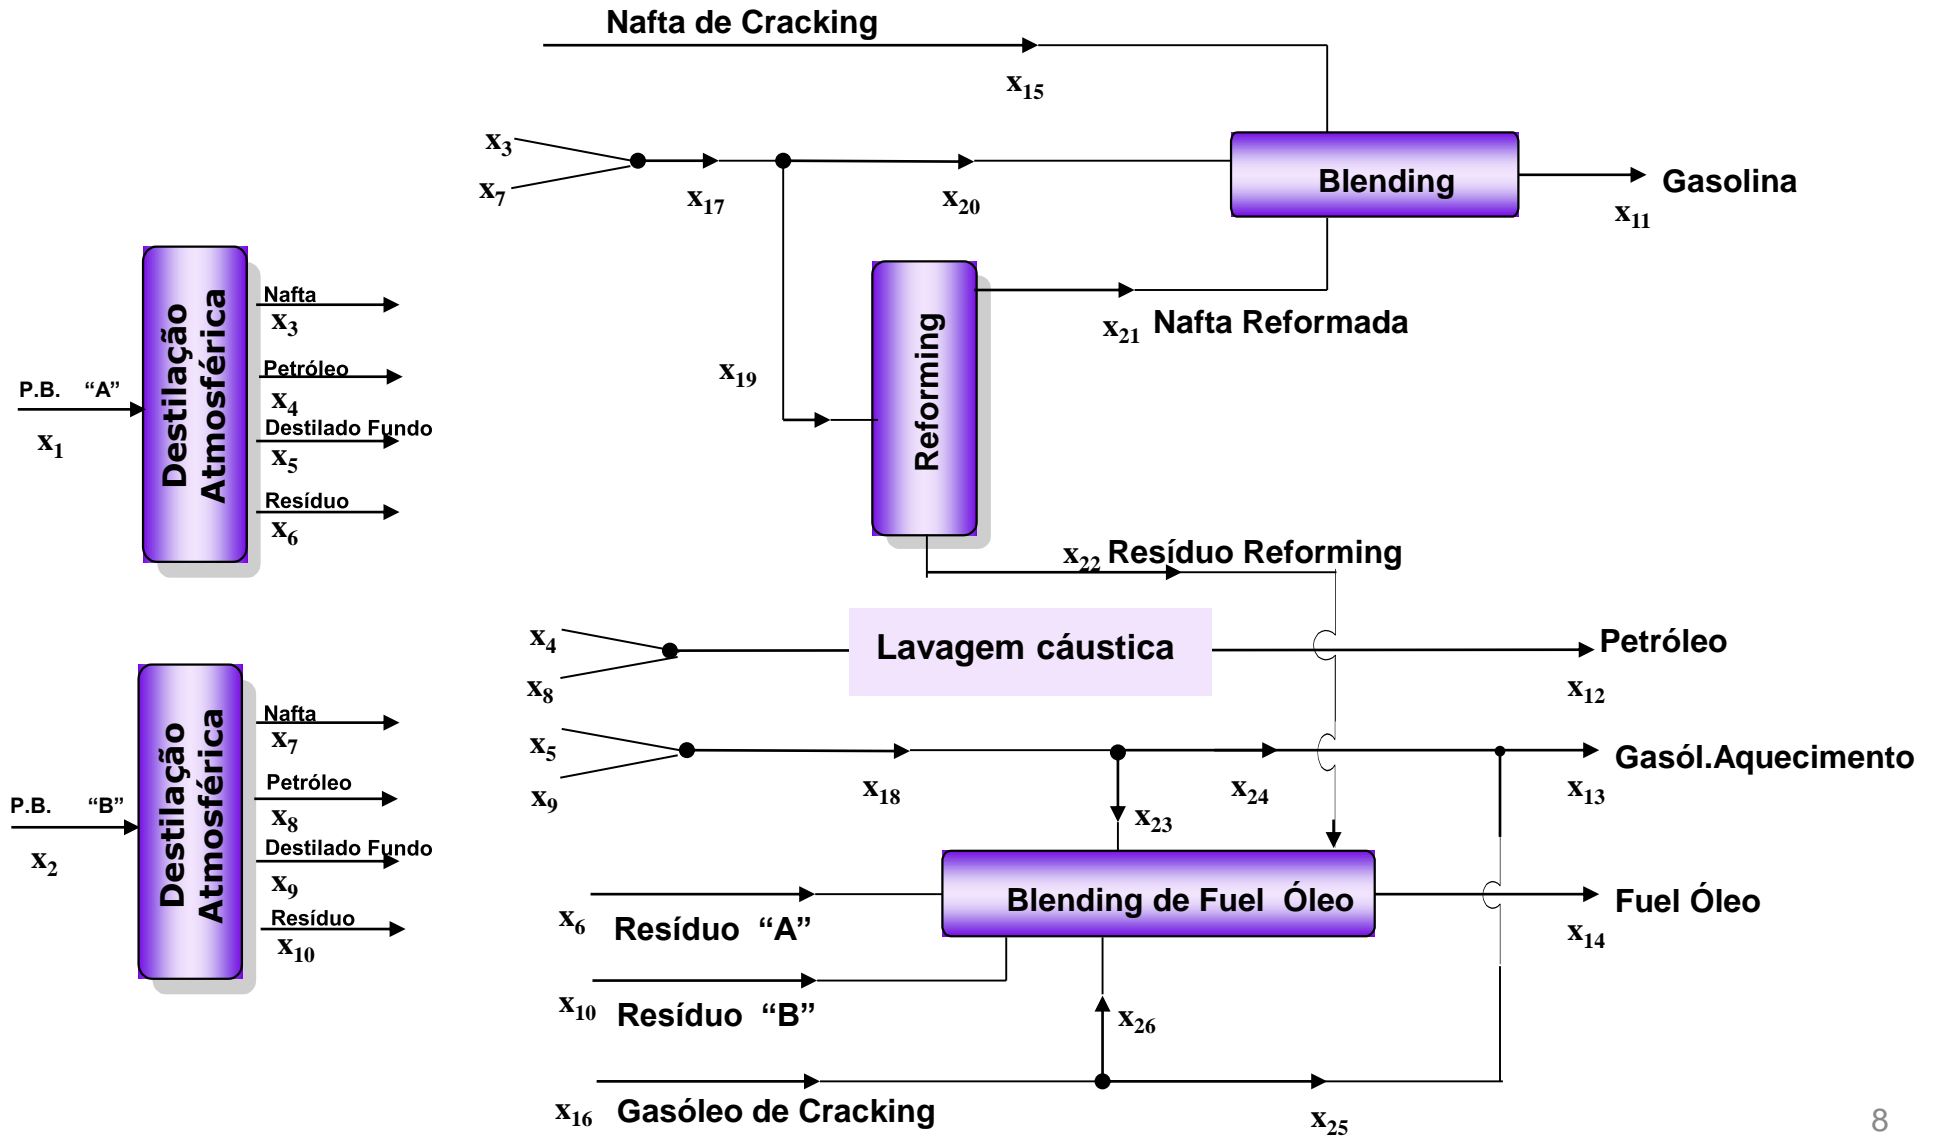 Nafta de Cracking
x15
x3
x7
x17
x20
Blending
Gasolina
x11
Destilação
Atmosférica
P.B. “A”
x1
Nafta
x3
Petróleo
x4
Destilado Fundo
x5
Resíduo
x6
Reforming
x19
x21 Nafta Reformada
x22 Resíduo Reforming
Destilação
Atmosférica
P.B. “B”
x2
Nafta
x7
Petróleo
x8
Destilado Fundo
x9
Resíduo
x10
x4
x8
Lavagem cáustica
Petróleo
x12
x5
x9
x18
x23
x24
Gasól.Aquecimento
x13
Blending de Fuel Óleo
Fuel Óleo
x14
x6 Resíduo “A”
x10 Resíduo “B”
x26
x16 Gasóleo de Cracking
x25
8